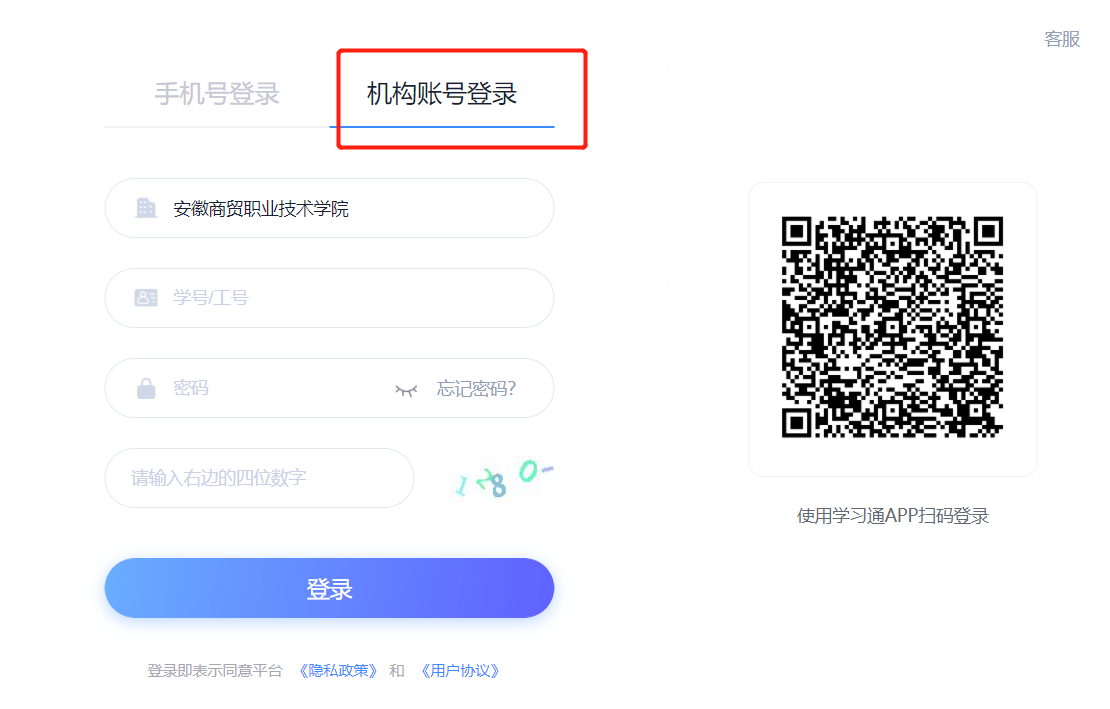 客服
手机号登录
机构账号登录
安徽商贸职业技术学院
学号/工号
密码
忘记密码?
请输入右边的四位数字
1280
登录
使用学习通APP扫码登录
登录即表示同意平台 《隐私政策》 和 《用户协议》